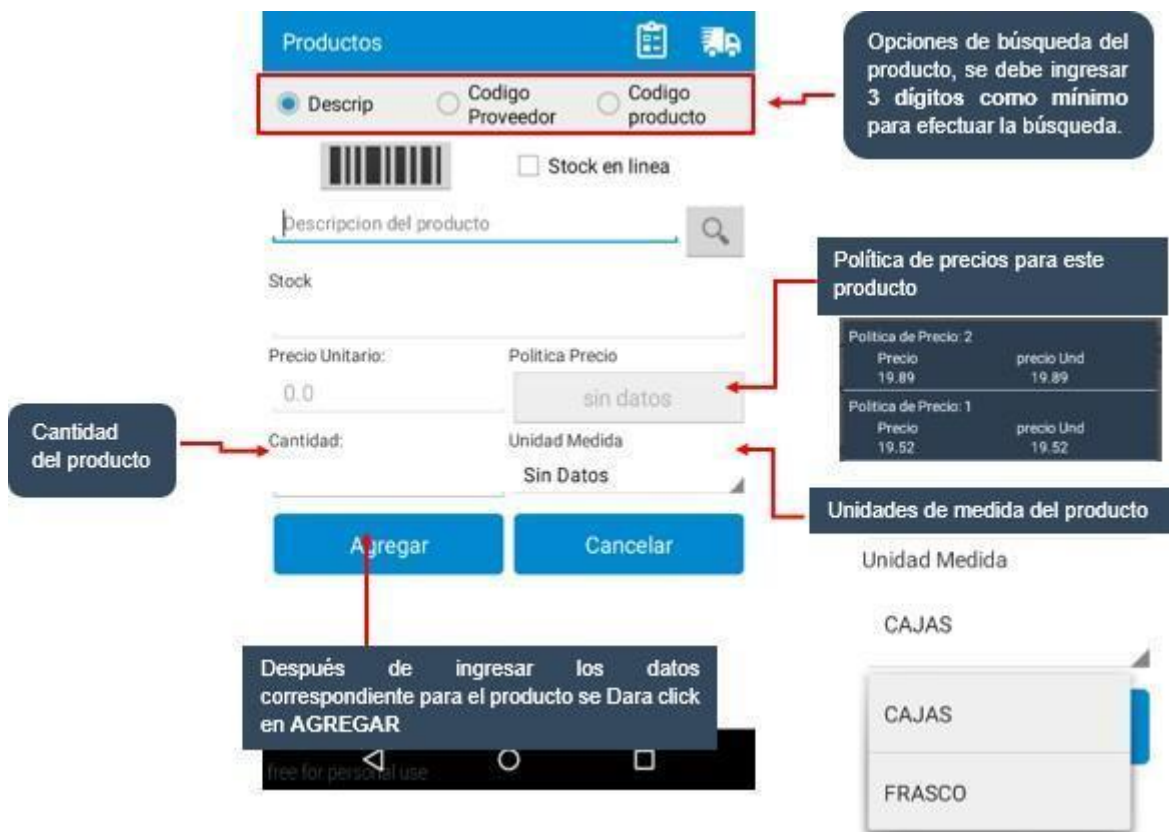 Productos
Descrip
Codigo
Proveedor
Codigo
producto
Opciones de búsqueda del
producto, se debe ingresar
3 dígitos como mínimo
para efectuar la búsqueda.
Stock en linea
Descripcion del producto
Stock
Política de precios para este
producto
Politica de Precio: 2
Precio precio Und
19.89 19.89
Politica de Precio: 1
Precio precio Und
19.52 19.52
Precio Unitario:
Politica Precio
0.0
sin datos
Cantidad
del producto
Cantidad:
Unidad Medida
Sin Datos
Unidades de medida del producto
Agregar
Cancelar
Unidad Medida
CAJAS
CAJAS
FRASCO
Después de ingresar los datos
correspondiente para el producto se Dara click
en AGREGAR
free for personal use